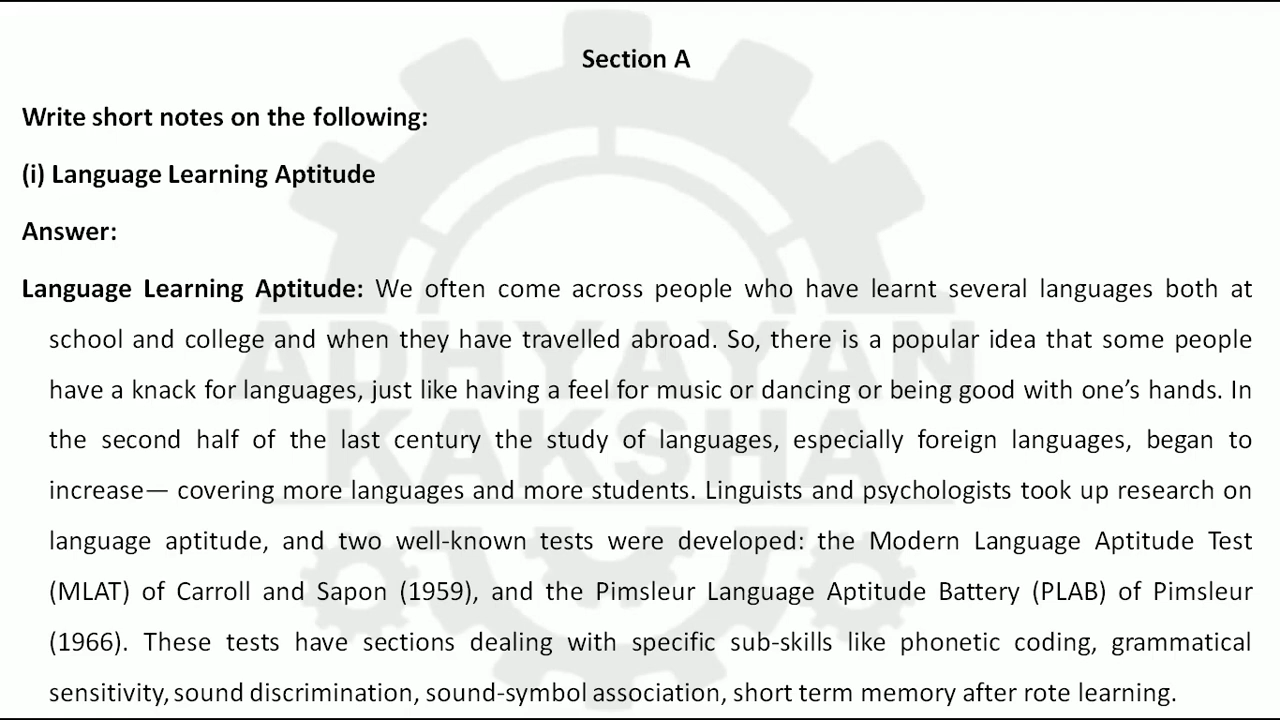 Section A
Write short notes on the following:
(i) Language Learning Aptitude
Answer:
Language Learning Aptitude: We often come across people who have learnt several languages both at
school and college and when they have travelled abroad. So, there is a popular idea that some people
have a knack for languages, just like having a feel for music or dancing or being good with one’s hands. In
the second half of the last century the study of languages, especially foreign languages, began to
increase— covering more languages and more students. Linguists and psychologists took up research on
language aptitude, and two well-known tests were developed: the Modern Language Aptitude Test
(MLAT) of Carroll and Sapon (1959), and the Pimsleur Language Aptitude Battery (PLAB) of Pimsleur
(1966). These tests have sections dealing with specific sub-skills like phonetic coding, grammatical
sensitivity, sound discrimination, sound-symbol association, short term memory after rote learning.
ADHYAYAN
KAKSHA